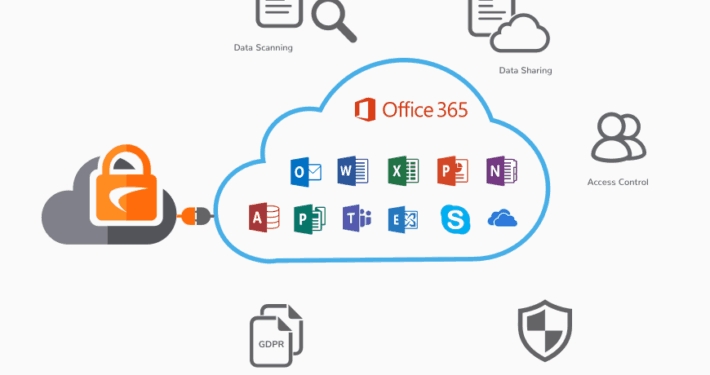 Data Scanning
Data Sharing
Office 365
Access Control
O
W
X
P
N
A
P
T
E
S
GDPR